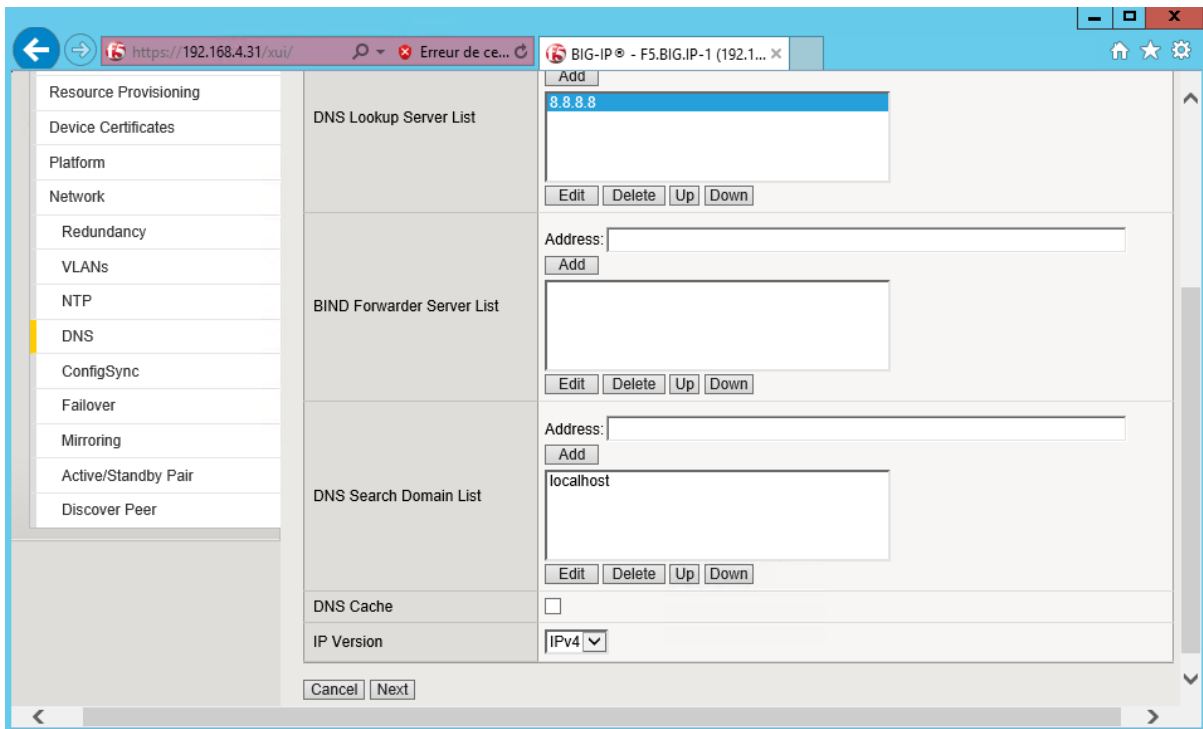 https://192.168.4.31/xui/ Erreur de ce... BIG-IP® - F5.BIG.IP-1 (192.1...
Resource Provisioning
Device Certificates
Platform
Network
Redundancy
VLANs
NTP
DNS
ConfigSync
Failover
Mirroring
Active/Standby Pair
Discover Peer
Add
DNS Lookup Server List
8.8.8.8
Edit Delete Up Down
BIND Forwarder Server List
Address:
Add
Edit Delete Up Down
DNS Search Domain List
Address:
Add
localhost
Edit Delete Up Down
DNS Cache
IP Version IPv4
Cancel Next